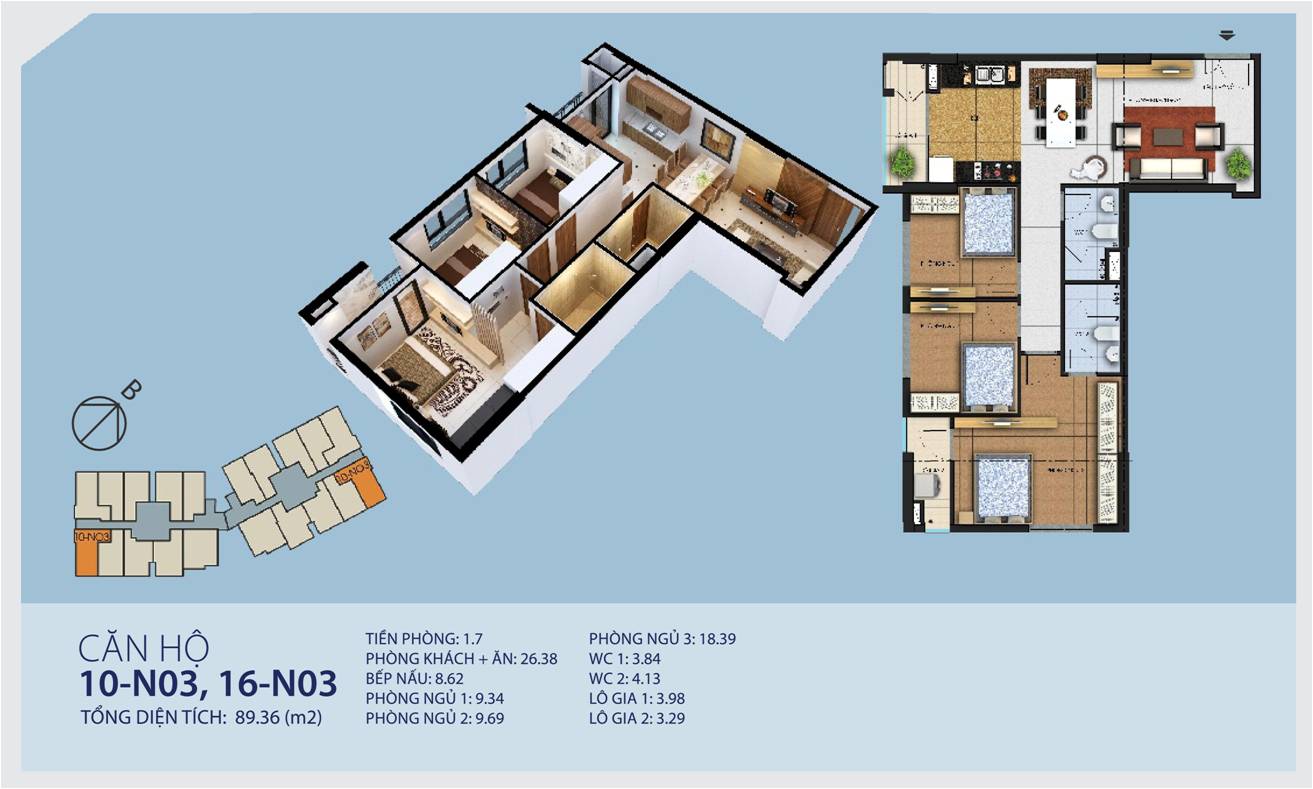 B
10-NO3
10-NO3
CĂN HỘ
10-N03, 16-N03
TỔNG DIỆN TÍCH: 89.36 (m2)
TIỀN PHÒNG: 1.7
PHÒNG KHÁCH + ĂN: 26.38
BẾP NẤU: 8.62
PHÒNG NGỦ 1: 9.34
PHÒNG NGỦ 2: 9.69
PHÒNG NGỦ 3: 18.39
WC 1: 3.84
WC 2: 4.13
LÔ GIA 1: 3.98
LÔ GIA 2: 3.29